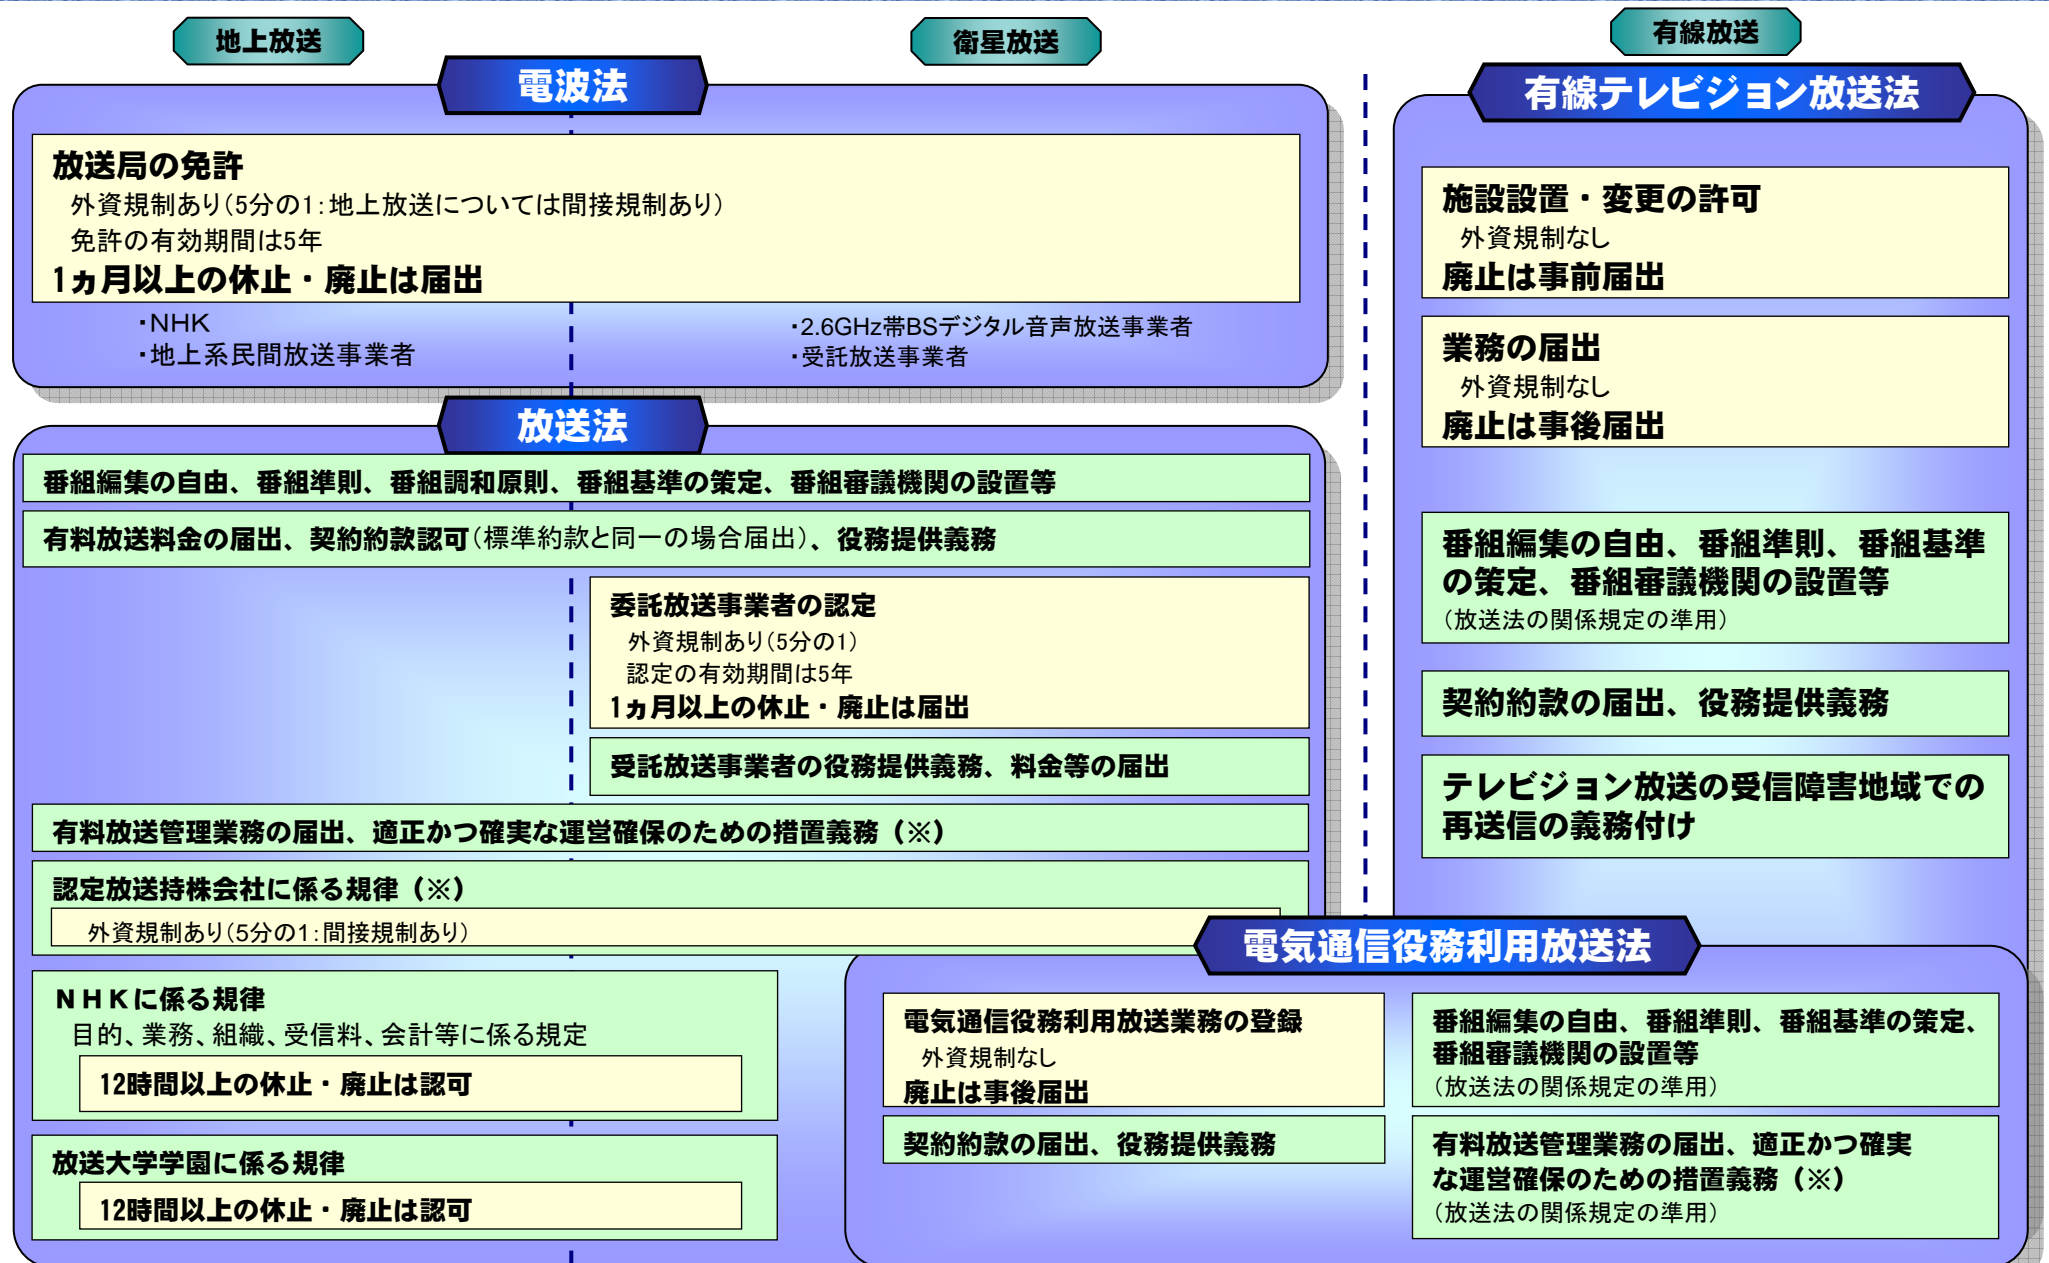 地上放送
衛星放送
有線放送
電波法
放送局の免許
外資規制あり（5分の1：地上放送については間接規制あり）
免許の有効期間は5年
1ヵ月以上の休止・廃止は届出
・NHK
・地上系民間放送事業者
・2.6GHz帯BSデジタル音声放送事業者
・受託放送事業者
放送法
番組編集の自由、番組準則、番組調和原則、番組基準の策定、番組審議機関の設置等
有料放送料金の届出、契約約款認可（標準約款と同一の場合届出）、役務提供義務
委託放送事業者の認定
外資規制あり（5分の1）
認定の有効期間は5年
1ヵ月以上の休止・廃止は届出
受託放送事業者の役務提供義務、料金等の届出
有料放送管理業務の届出、適正かつ確実な運営確保のための措置義務（※）
認定放送持株会社に係る規律（※）
外資規制あり（5分の1：間接規制あり）
ＮＨＫに係る規律
目的、業務、組織、受信料、会計等に係る規定
12時間以上の休止・廃止は認可
放送大学学園に係る規律
12時間以上の休止・廃止は認可
有線テレビジョン放送法
施設設置・変更の許可
外資規制なし
廃止は事前届出
業務の届出
外資規制なし
廃止は事後届出
番組編集の自由、番組準則、番組基準
の策定、番組審議機関の設置等
（放送法の関係規定の準用）
契約約款の届出、役務提供義務
テレビジョン放送の受信障害地域での
再送信の義務付け
電気通信役務利用放送法
電気通信役務利用放送業務の登録
外資規制なし
廃止は事後届出
契約約款の届出、役務提供義務
番組編集の自由、番組準則、番組基準の策定、
番組審議機関の設置等
（放送法の関係規定の準用）
有料放送管理業務の届出、適正かつ確実
な運営確保のための措置義務（※）
（放送法の関係規定の準用）